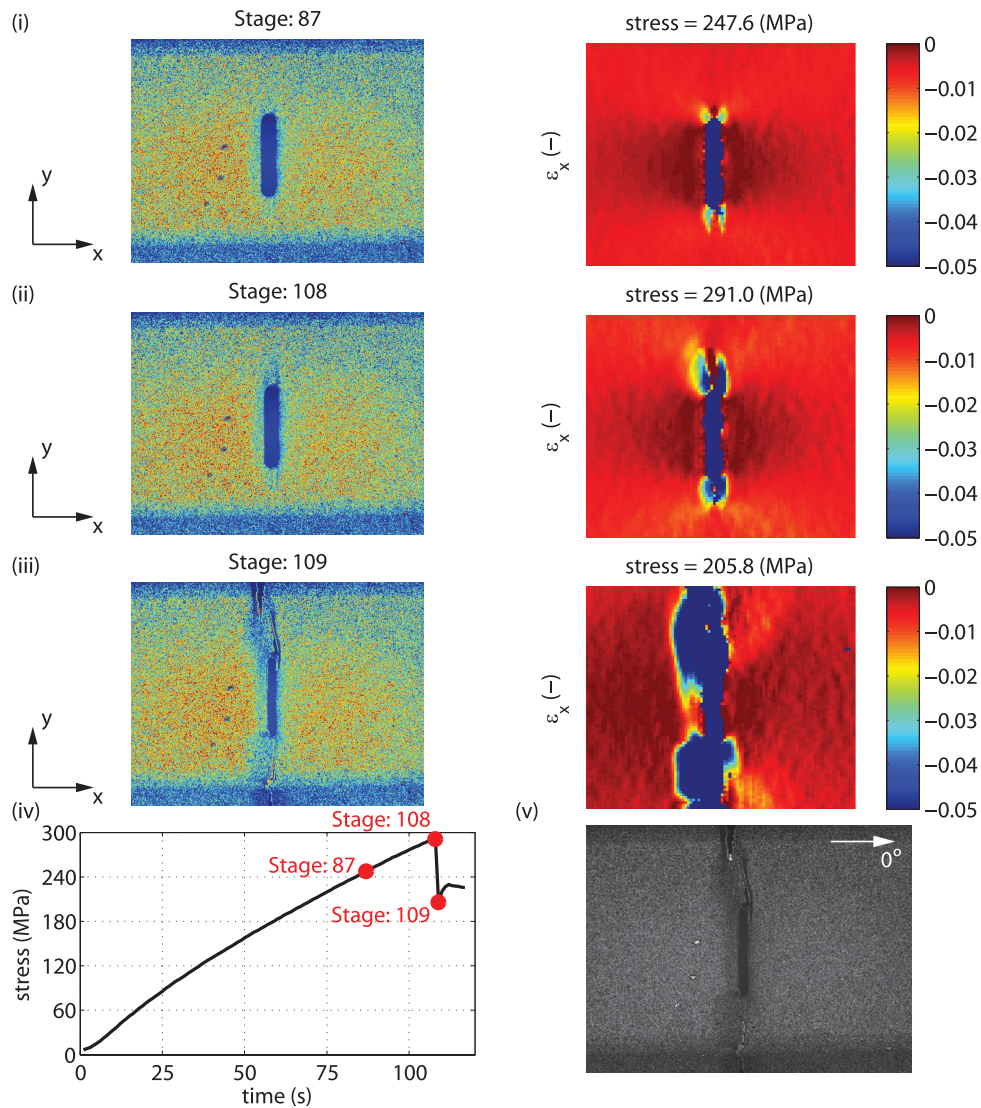 (i)
Stage: 87
stress = 247.6 (MPa)
y
x
ε_x (−)
0
−0.01
−0.02
−0.03
−0.04
−0.05
(ii)
Stage: 108
stress = 291.0 (MPa)
y
x
ε_x (−)
0
−0.01
−0.02
−0.03
−0.04
−0.05
(iii)
Stage: 109
stress = 205.8 (MPa)
y
x
ε_x (−)
0
−0.01
−0.02
−0.03
−0.04
−0.05
(iv)
300
240
180
120
60
0
stress (MPa)
Stage: 108
Stage: 87
Stage: 109
0
25
50
75
100
time (s)
(v)
0°